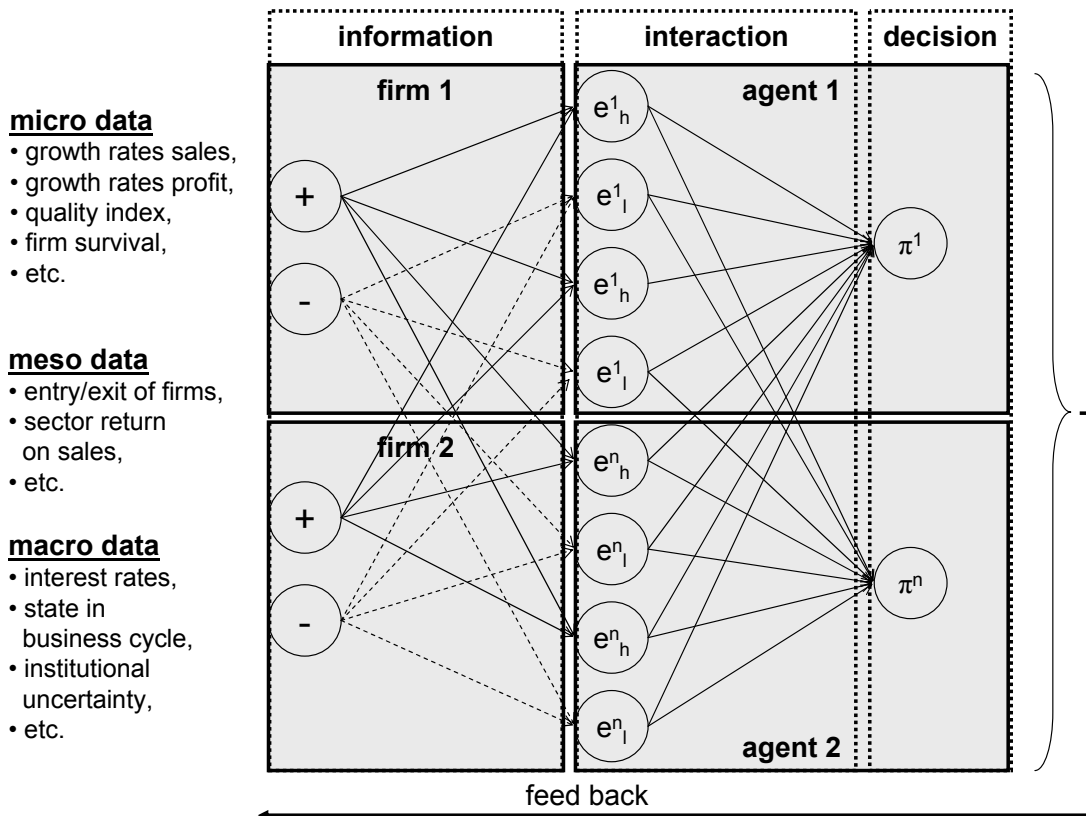 information
interaction
decision
micro data
• growth rates sales,
• growth rates profit,
• quality index,
• firm survival,
• etc.
meso data
• entry/exit of firms,
• sector return
on sales,
• etc.
macro data
• interest rates,
• state in
business cycle,
• institutional
uncertainty,
• etc.
firm 1
+
-
firm 2
+
-
agent 1
e¹ₕ
e¹ₗ
e¹ₕ
e¹ₗ
π¹
eⁿₕ
eⁿₗ
eⁿₕ
eⁿₗ
πⁿ
agent 2
feed back